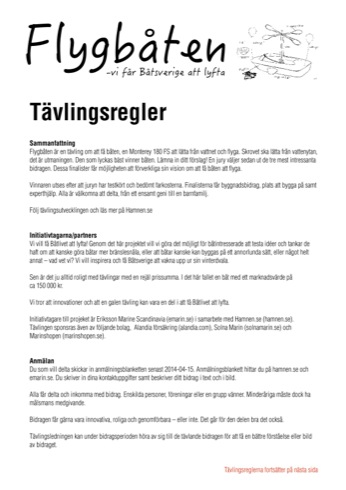 Flygbåten
-vi får Båtsverige att lyfta
Tävlingsregler
Sammanfattning
Flygbåten är en tävling om att få båten, en Monterey 180 FS att lätta från vattnet och flyga. Skrovet ska lätta från vattenytan,
det är utmaningen. Den som lyckas bäst vinner båten. Lämna in ditt förslag! En jury väljer sedan ut de tre mest intressanta
bidragen. Dessa finalister får möjligheten att förverkliga sin vision om att få båten att flyga.
Vinnaren utses efter att juryn har testkört och bedömt farkosterna. Finalisterna får byggnadsbidrag, plats att bygga på samt
experthjälp. Alla är välkomna att delta, från ett ensamt geni till en barnfamilj.
Följ tävlingsutvecklingen och läs mer på Hamnen.se
Initiativtagarna/partners
Vi vill få Båtlivet att lyfta! Genom det här projektet vill vi göra det möjligt för båtintresserade att testa idéer och tankar de
haft om att kanske göra båtar mer bränslesnåla, eller att båtar kanske kan byggas på ett annorlunda sätt, eller något helt
annat – vad vet vi? Vi vill inspirera och få Båtsverige att vakna upp ur sin vinterdvala.
Sen är det ju alltid roligt med tävlingar med en rejäl prissumma. I det här fallet en båt med ett marknadsvärde på
ca 150 000 kr.
Vi tror att innovationer och att en galen tävling kan vara en del i att få Båtlivet att lyfta.
Initiativtagare till projektet är Eriksson Marine Scandinavia (emarin.se) i samarbete med Hamnen.se (hamnen.se).
Tävlingen sponsras även av följande bolag, Alandia försäkring (alandia.com), Solna Marin (solnamarin.se) och
Marinshopen (marinshopen.se).
Anmälan
Du som vill delta skickar in anmälningsblanketten senast 2014-04-15. Anmälningsblankett hittar du på hamnen.se och
emarin.se. Du skriver in dina kontaktuppgifter samt beskriver ditt bidrag i text och i bild.
Alla får delta och inkomma med bidrag. Enskilda personer, föreningar eller en grupp vänner. Minderåriga måste dock ha
målsmans medgivande.
Bidragen får gärna vara innovativa, roliga och genomförbara – eller inte. Det går för den delen bra det också.
Tävlingsledningen kan under bidragsperioden höra av sig till de tävlande bidragen för att få en bättre förståelse eller bild
av bidraget.
Tävlingsreglerna fortsätter på nästa sida